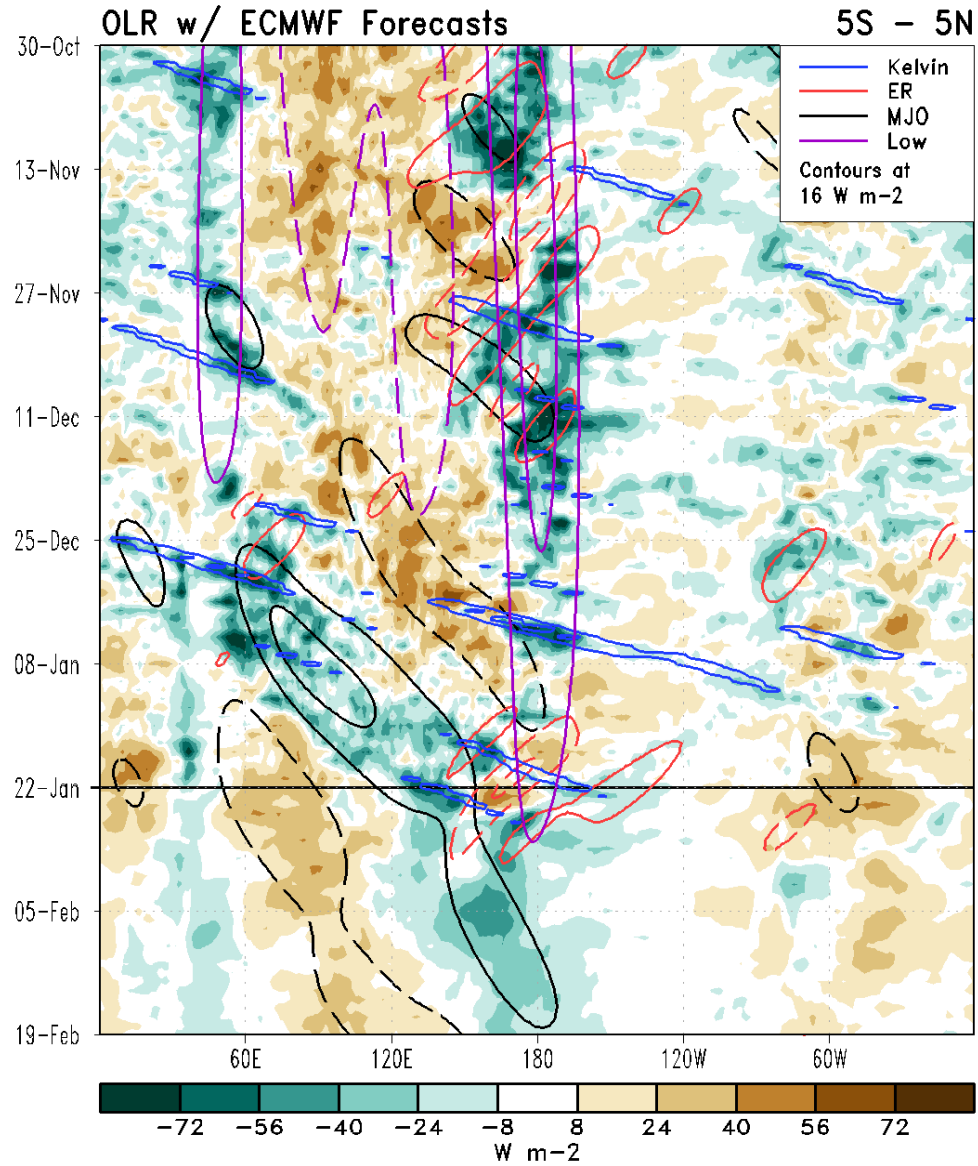 OLR w/ ECMWF Forecasts 5S - 5N
30-Oct
13-Nov
27-Nov
11-Dec
25-Dec
08-Jan
22-Jan
05-Feb
19-Feb
Kelvin
ER
MJO
Low
Contours at
16 W m-2
60E 120E 180 120W 60W
-72 -56 -40 -24 -8 8 24 40 56 72
W m-2